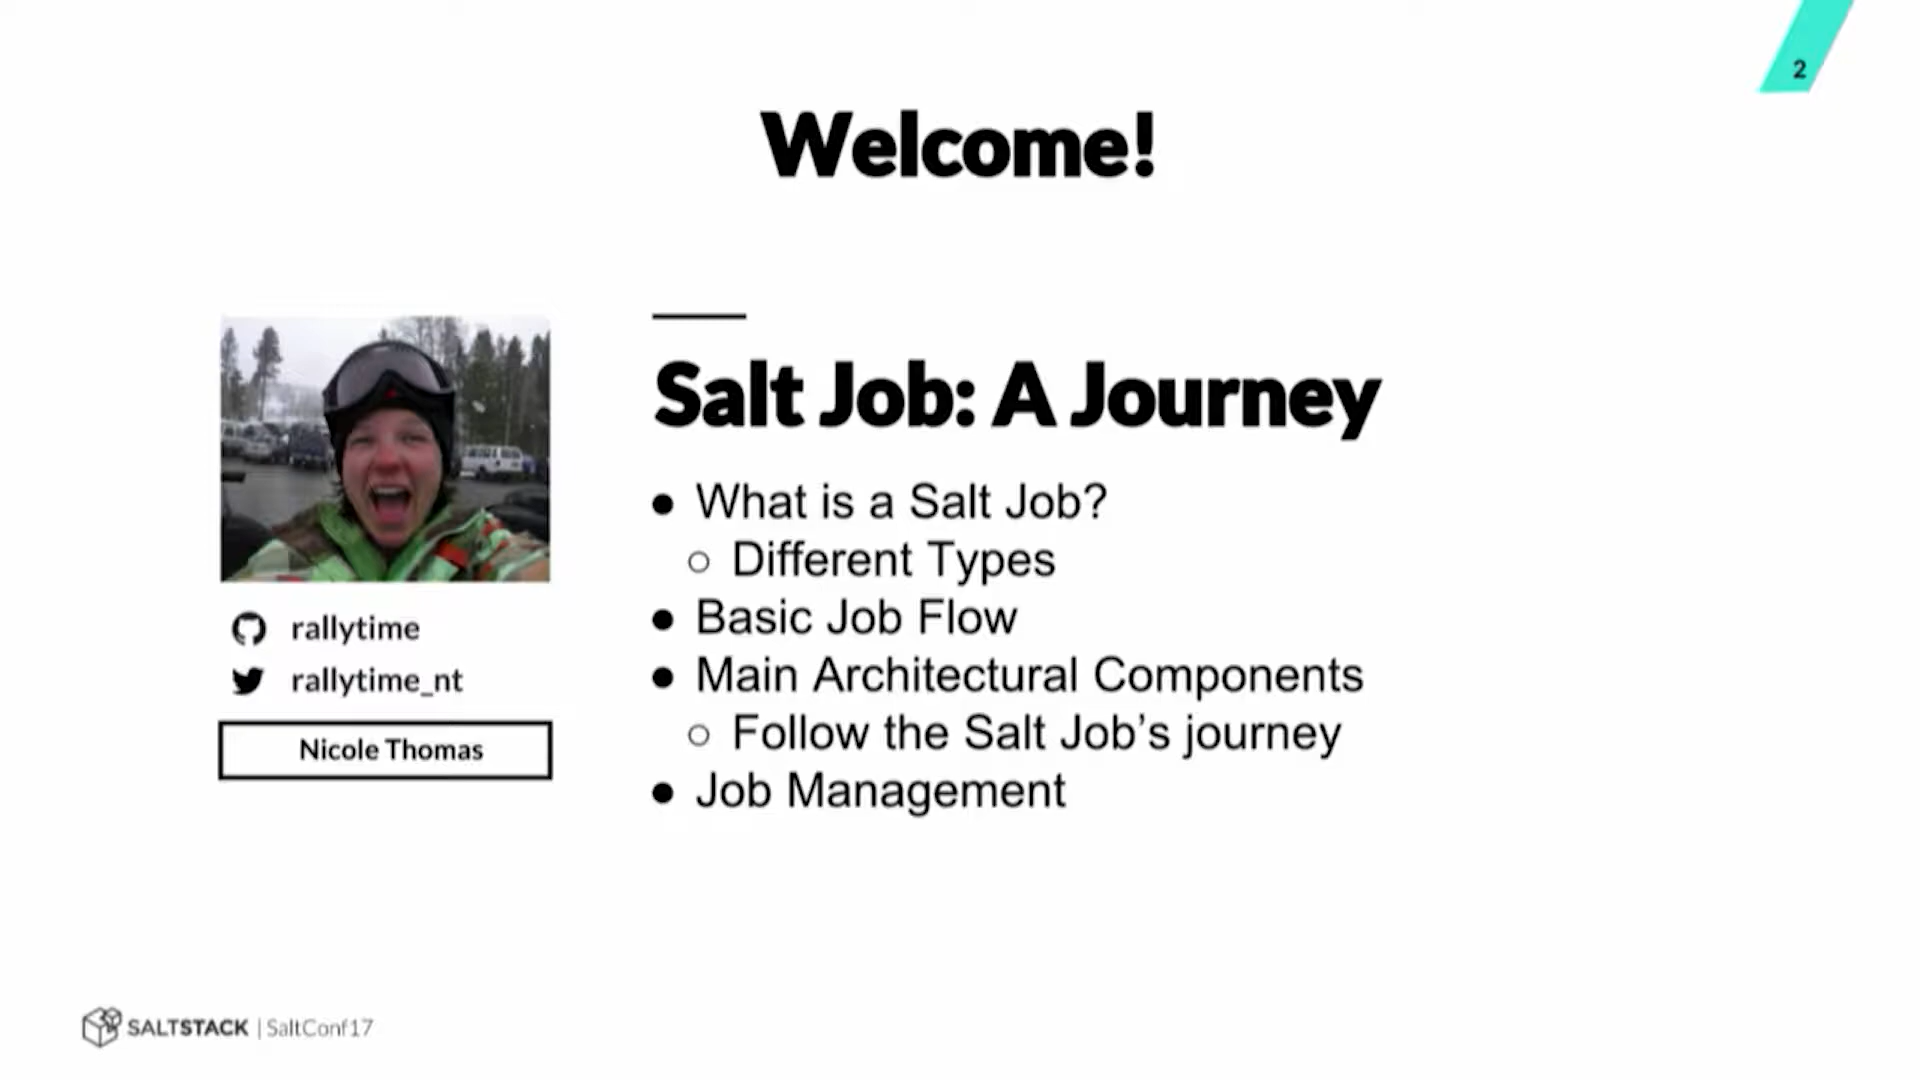 2
Welcome!
Salt Job: A Journey
● What is a Salt Job?
○ Different Types
● Basic Job Flow
● Main Architectural Components
○ Follow the Salt Job’s journey
● Job Management
rallytime
rallytime_nt
Nicole Thomas
SALTSTACK | SaltConf17